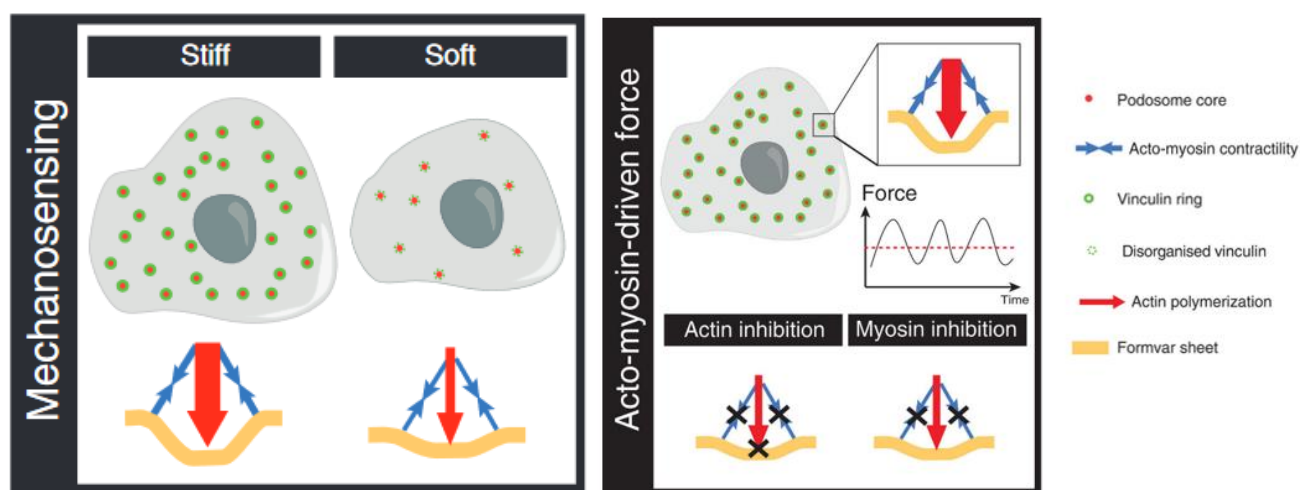 Mechanosensing
Stiff
Soft
Acto-myosin-driven force
Force
Time
Actin inhibition
Myosin inhibition
Podosome core
Acto-myosin contractility
Vinculin ring
Disorganised vinculin
Actin polymerization
Formvar sheet